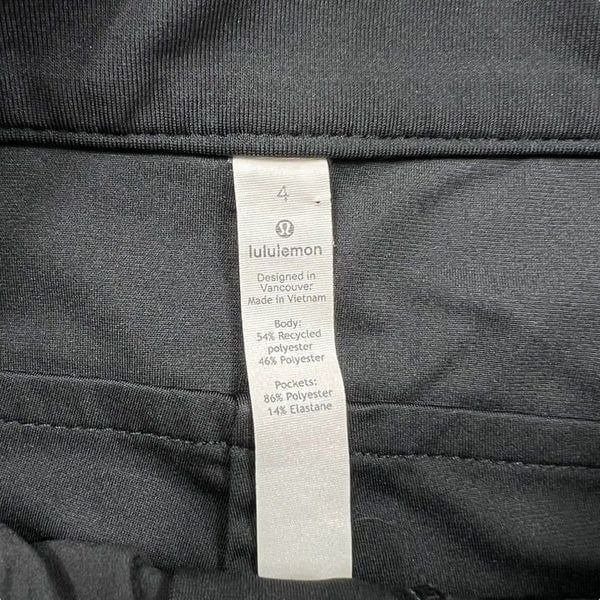 4
lululemon
Designed in
Vancouver
Made in Vietnam
Body:
54% Recycled
polyester
46% Polyester
Pockets:
86% Polyester
14% Elastane